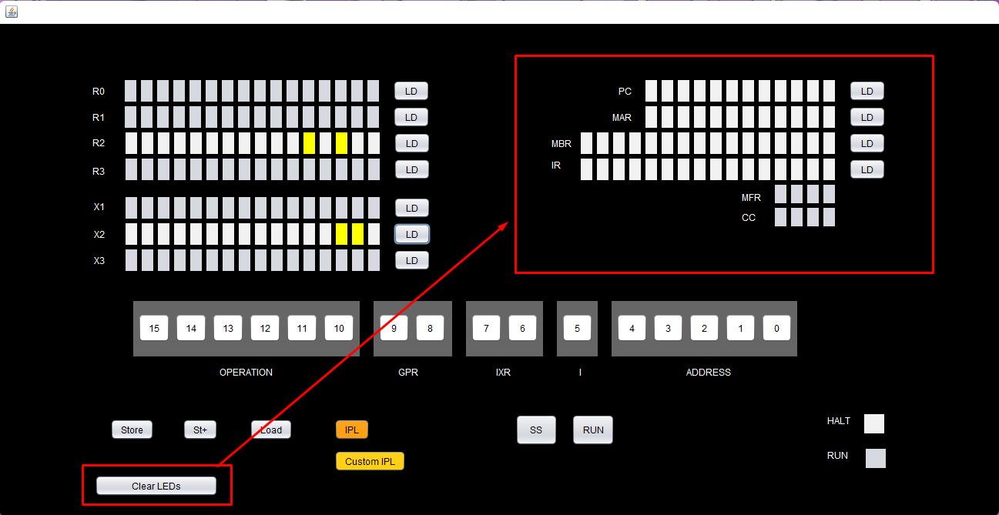 R0 LD
R1 LD
R2 LD
R3 LD
X1 LD
X2 LD
X3 LD
PC LD
MAR LD
MBR LD
IR LD
MFR
CC
15 14 13 12 11 10 9 8 7 6 5 4 3 2 1 0
OPERATION GPR IXR I ADDRESS
Store St+ Load IPL SS RUN
Custom IPL
Clear LEDs
HALT
RUN